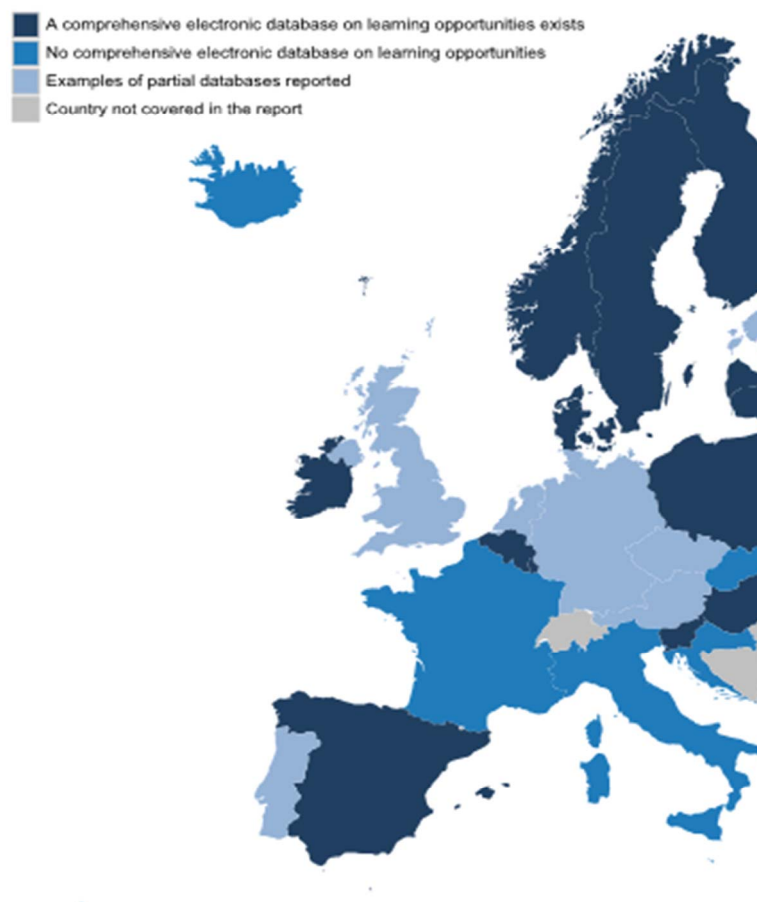 A comprehensive electronic database on learning opportunities exists
No comprehensive electronic database on learning opportunities
Examples of partial databases reported
Country not covered in the report